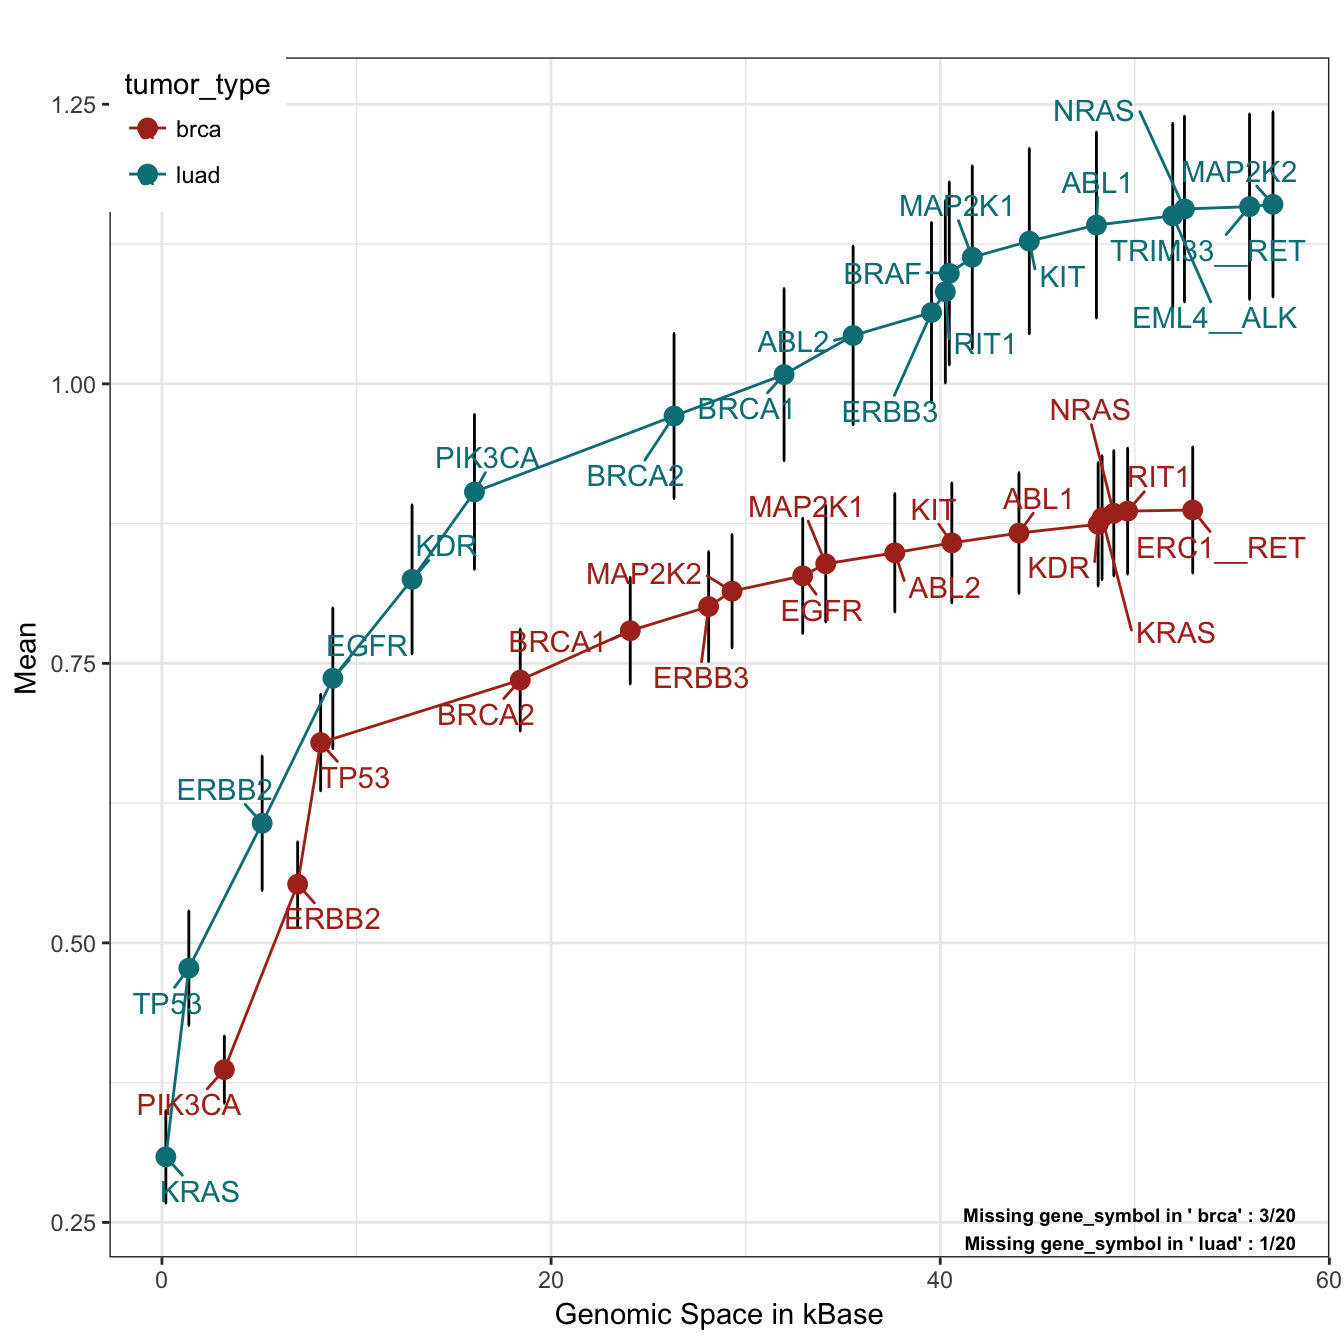 tumor_type
brca
luad
1.25
1.00
0.75
0.50
0.25
Mean
NRAS
MAP2K2
ABL1
MAP2K1
TRIM33__RET
BRAF
KIT
EML4__ALK
ABL2
RIT1
BRCA1
ERBB3
PIK3CA
BRCA2
KDR
EGFR
ERBB2
TP53
KRAS
NRAS
RIT1
ABL1
MAP2K1
KIT
ERC1__RET
MAP2K2
KDR
ABL2
EGFR
KRAS
BRCA1
ERBB3
BRCA2
TP53
ERBB2
PIK3CA
Missing gene_symbol in ' brca' : 3/20
Missing gene_symbol in ' luad' : 1/20
0
20
40
60
Genomic Space in kBase